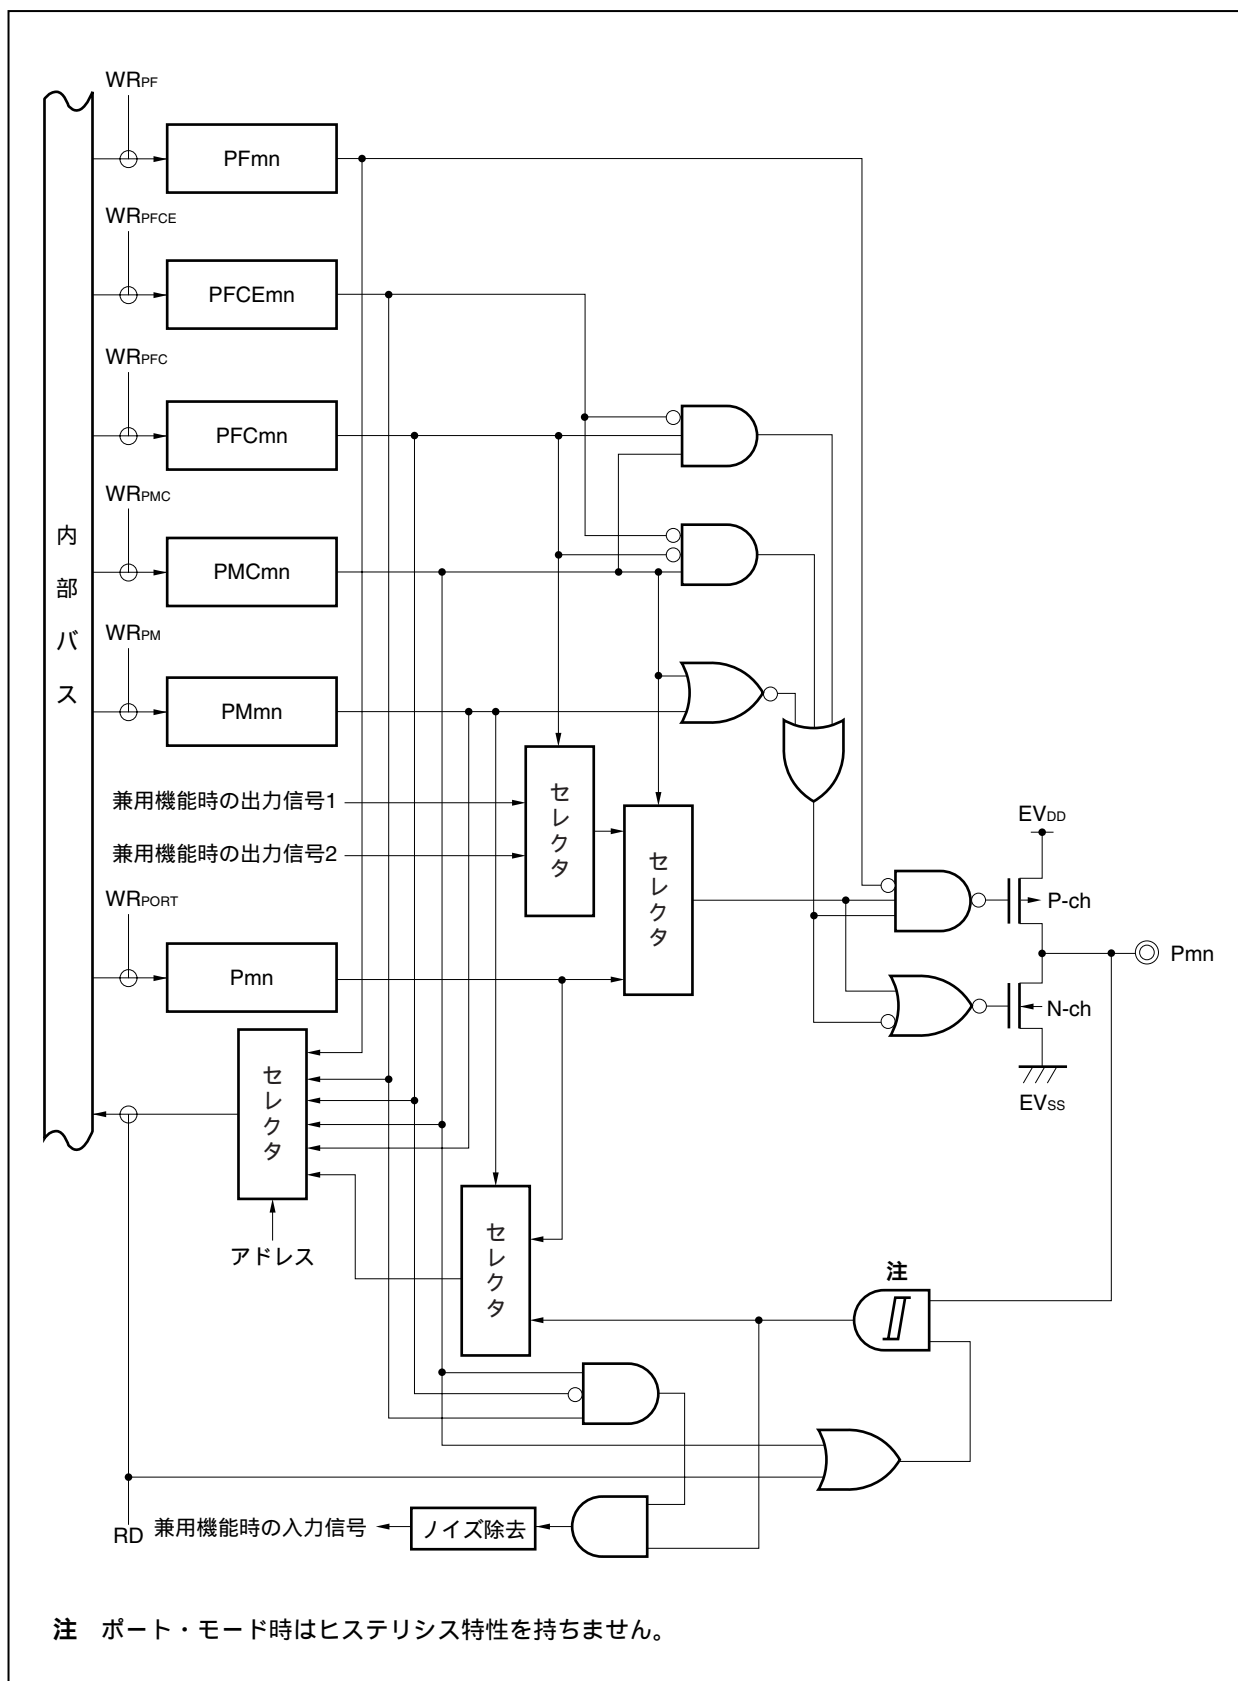 WRPF
PFmn
WRPFCE
PFCEmn
WRPFC
PFCmn
WRPMC
PMCmn
内部バス
WRPM
PMmn
兼用機能時の出力信号1
兼用機能時の出力信号2
セレクタ
セレクタ
WRPORT
Pmn
EVDD
P-ch
Pmn
N-ch
EVSS
セレクタ
アドレス
セレクタ
注
RD
兼用機能時の入力信号
ノイズ除去
注 ポート・モード時はヒステリシス特性を持ちません。